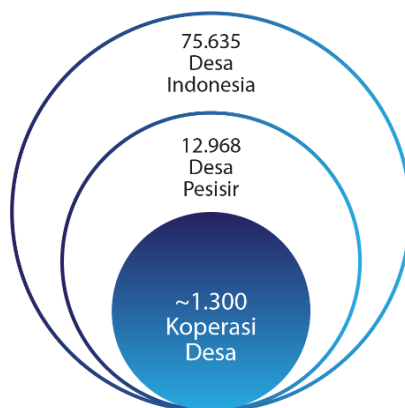 75.635
Desa
Indonesia
12.968
Desa
Pesisir
~1.300
Koperasi
Desa